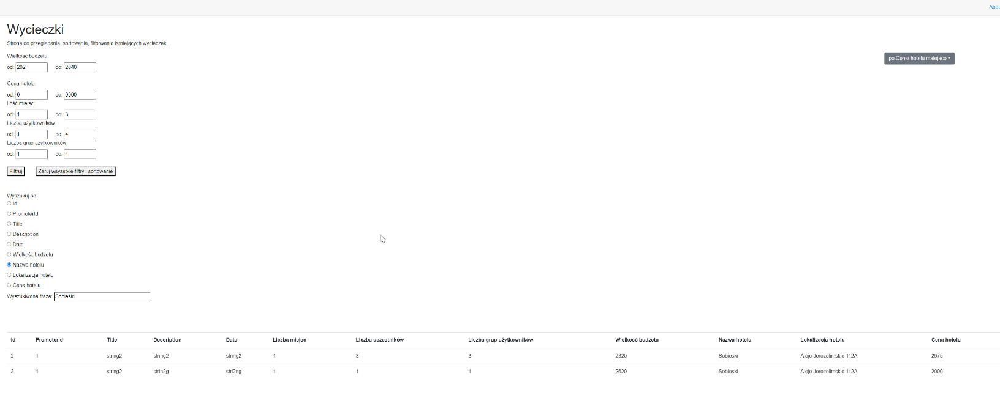 Abou
Wycieczki
Strona do przeglądania, sortowania, filtorwania istniejących wycieczek.
Wielkość budzetu:
po Cenie hotelu malejąco
od: 202 do: 2840
Cena hotelu:
od: 0 do: 9990
Ilość miejsc:
od: 1 do: 3
Liczba użytkowników:
od: 1 do: 4
Liczba grup użytkowników:
od: 1 do: 4
Filtruj Zeruj wsyzstkie filtry i sortowanie
Wyszukuj po:
Id
PromoterId
Title
Description
Date
Wielkość budzetu
Nazwa hotelu
Lokalizacja hotelu
Cena hotelu
Wyszukiwana fraza: Sobieski
Id PromoterId Title Description Date Liczba miejsc Liczba uczestników Liczba grup użytkowników Wielkość budżetu Nazwa hotelu Lokalizacja hotelu Cena hotelu
2 1 string2 string2 string2 1 3 3 2320 Sobieski Aleje Jerozolimskie 112A 2975
3 1 string2 strin2g stri2ng 1 1 1 2620 Sobieski Aleje Jerozolimskie 112A 2000